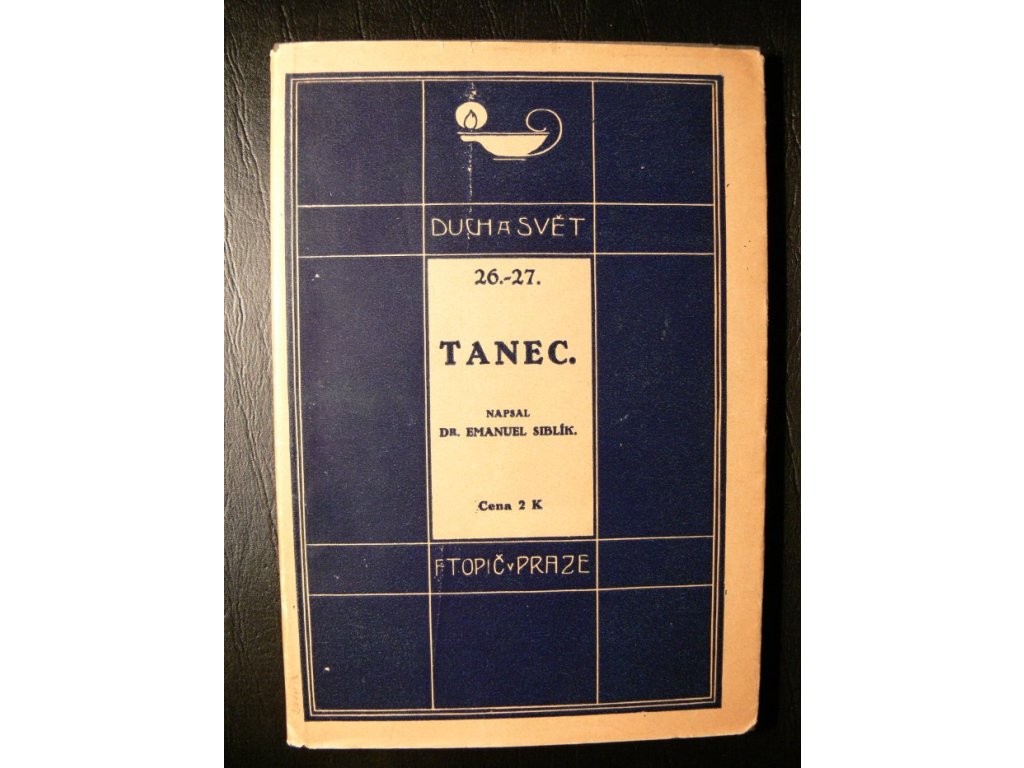 DUCH A SVĚT
26.-27.
TANEC.
NAPSAL
DR. EMANUEL SIBLÍK.
Cena 2 K
F. TOPIČ V PRAZE